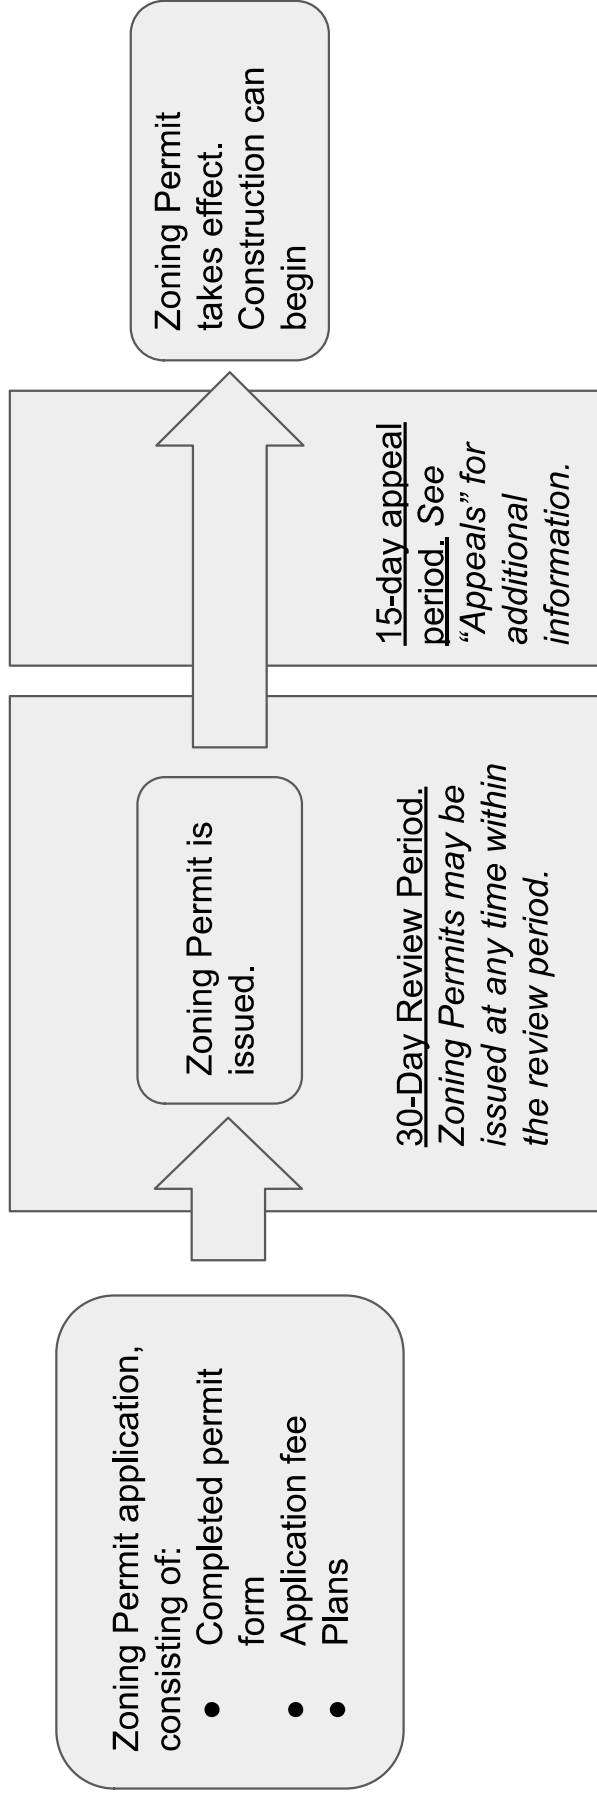 Zoning Permit application,
consisting of:
● Completed permit
form
● Application fee
● Plans
Zoning Permit is
issued.
30-Day Review Period.
Zoning Permits may be
issued at any time within
the review period.
15-day appeal
period. See
“Appeals” for
additional
information.
Zoning Permit
takes effect.
Construction can
begin